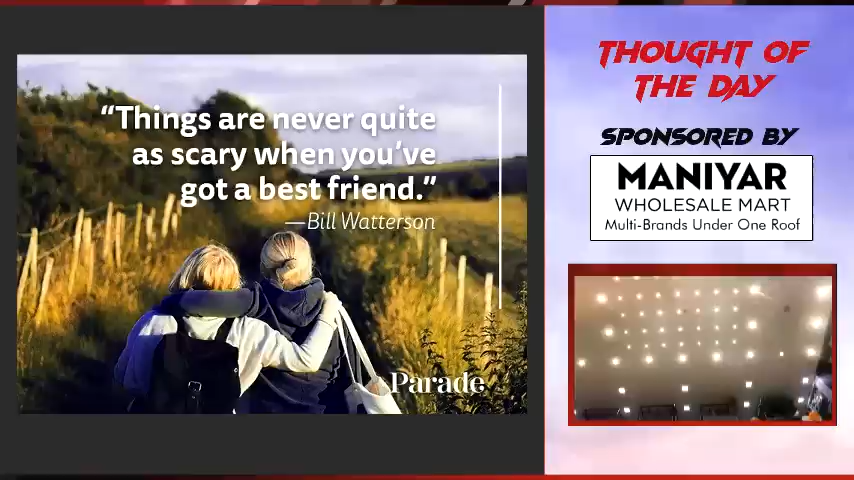 “Things are never quite
as scary when you’ve
got a best friend.”
—Bill Watterson
Parade
THOUGHT OF
THE DAY
SPONSORED BY
MANIYAR
WHOLESALE MART
Multi-Brands Under One Roof